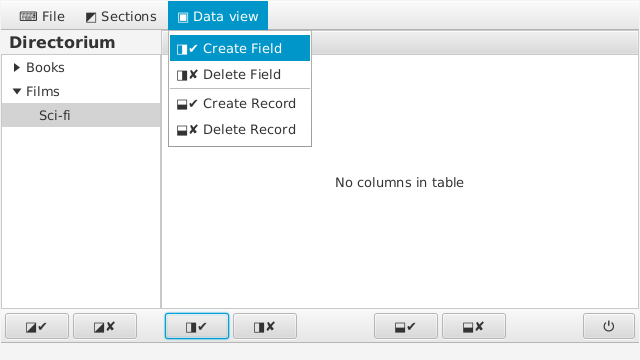 ⌨ File ◩ Sections ▣ Data view
Directorium
Books
Films
Sci-fi
◨✔ Create Field
◨✘ Delete Field
⬓✔ Create Record
⬓✘ Delete Record
No columns in table
◪✔ ◪✘ ◨✔ ◨✘ ⬓✔ ⬓✘ ⏻